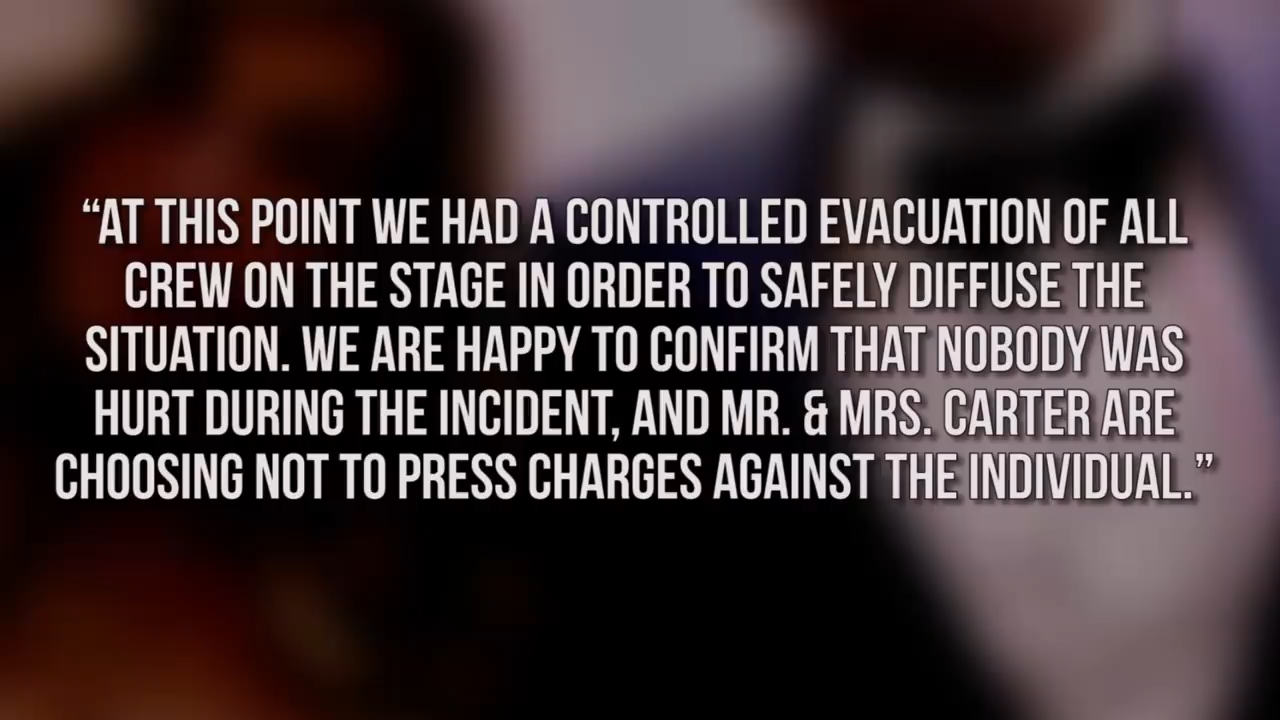 “AT THIS POINT WE HAD A CONTROLLED EVACUATION OF ALL
CREW ON THE STAGE IN ORDER TO SAFELY DIFFUSE THE
SITUATION. WE ARE HAPPY TO CONFIRM THAT NOBODY WAS
HURT DURING THE INCIDENT, AND MR. & MRS. CARTER ARE
CHOOSING NOT TO PRESS CHARGES AGAINST THE INDIVIDUAL.”